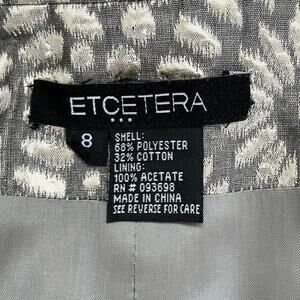 ETCETERA
8
SHELL:
68% POLYESTER
32% COTTON
LINING:
100% ACETATE
RN # 093698
MADE IN CHINA
SEE REVERSE FOR CARE